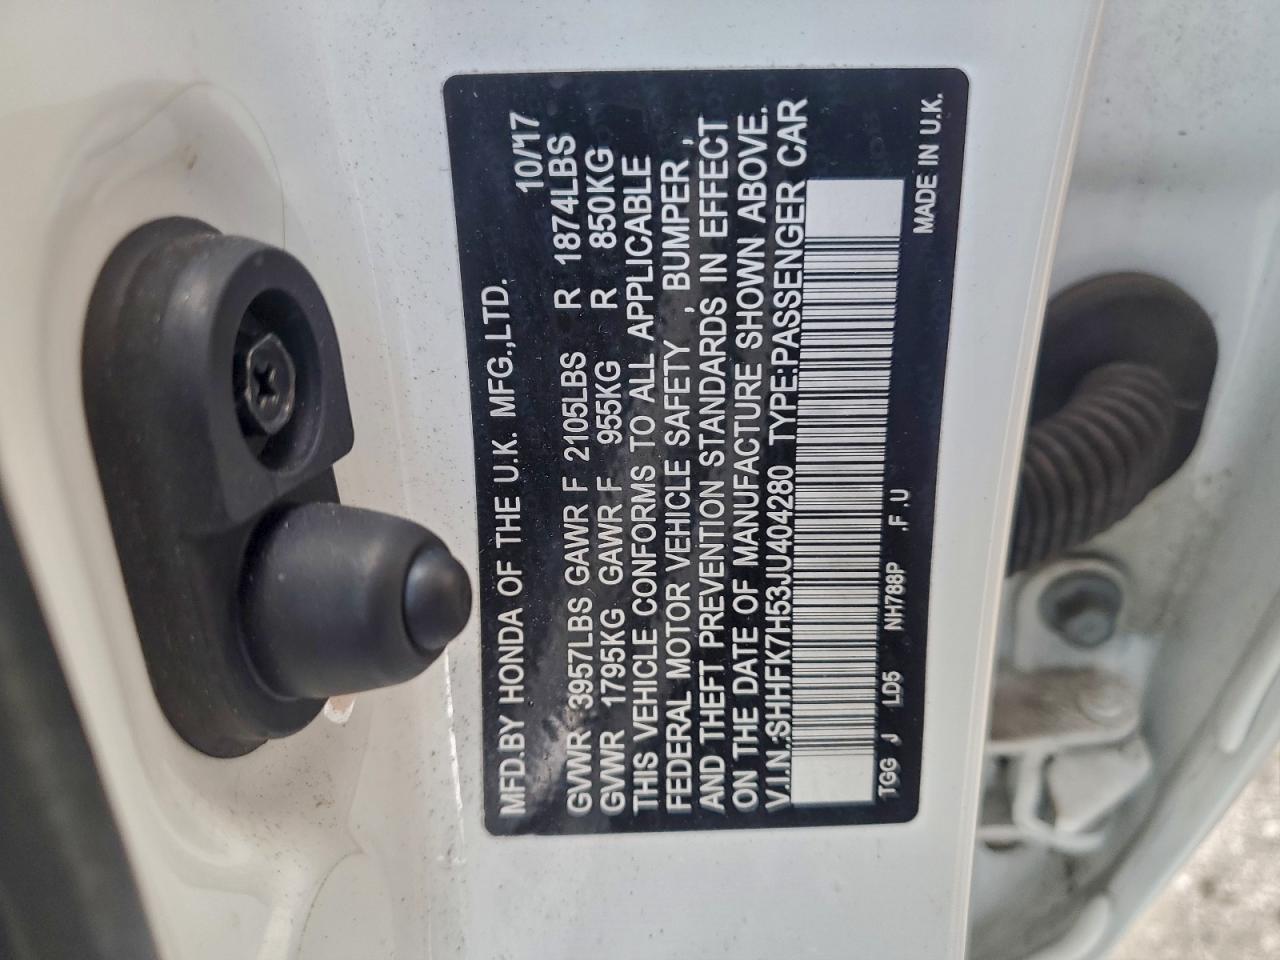 MFD.BY HONDA OF THE U.K. MFG.,LTD. 10/17
GVWR 3957LBS GAWR F 2105LBS R 1874LBS
GVWR 1795KG GAWR F 955KG R 850KG
THIS VEHICLE CONFORMS TO ALL APPLICABLE
FEDERAL MOTOR VEHICLE SAFETY , BUMPER ,
AND THEFT PREVENTION STANDARDS IN EFFECT
ON THE DATE OF MANUFACTURE SHOWN ABOVE.
V.I.N.:SHHFK7H53JU404280 TYPE:PASSENGER CAR
TGG J LD5 NH788P .F.U
MADE IN U.K.